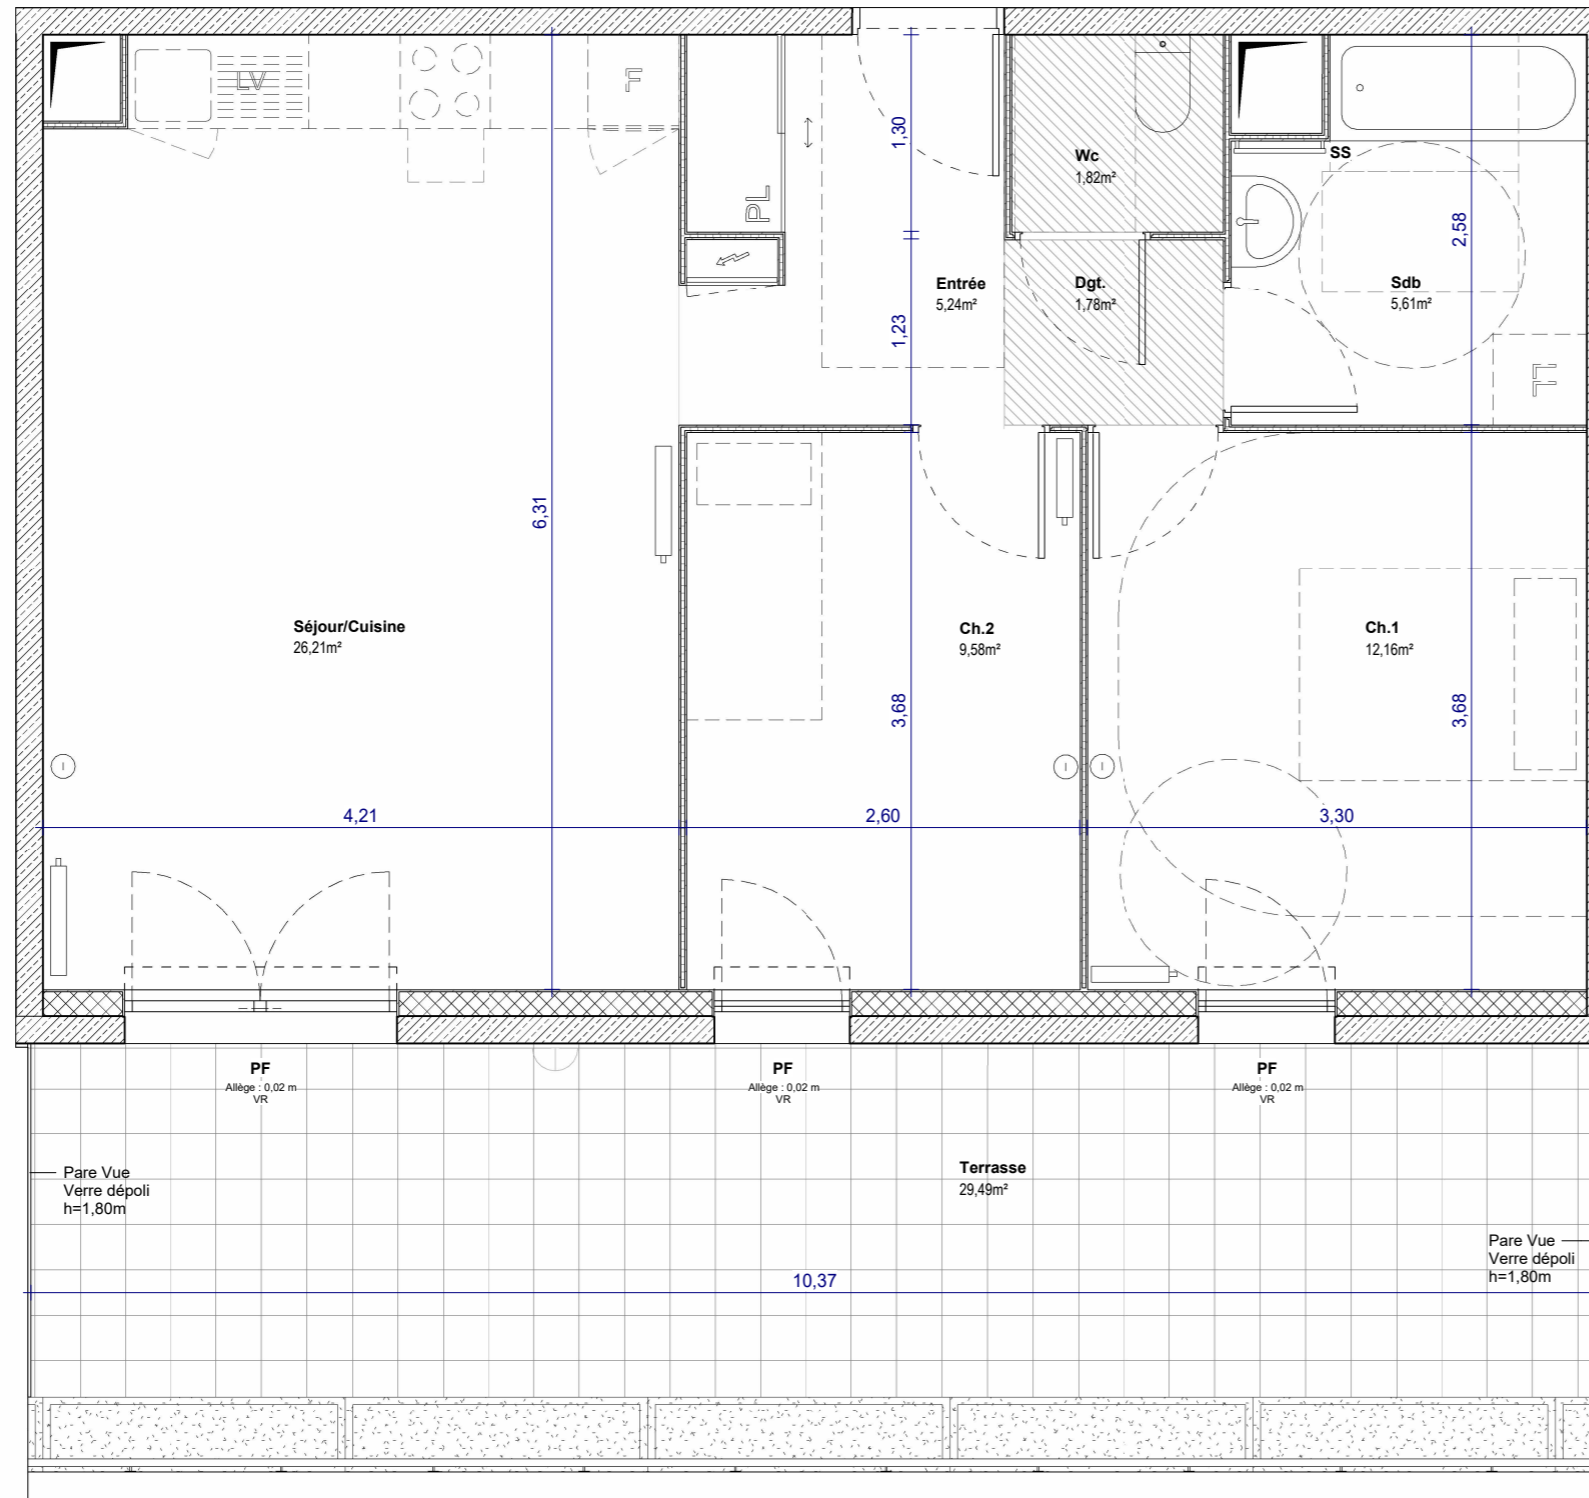 LV
FL
PL
1,30
Wc
1,82m²
SS
2,58
Entrée
5,24m²
Dgt.
1,78m²
Sdb
5,61m²
1,23
LL
6,31
Séjour/Cuisine
26,21m²
Ch.2
9,58m²
Ch.1
12,16m²
3,68
3,68
4,21
2,60
3,30
PF
Allège : 0,02 m
VR
PF
Allège : 0,02 m
VR
PF
Allège : 0,02 m
VR
Pare Vue
Verre dépoli
h=1,80m
Terrasse
29,49m²
Pare Vue
Verre dépoli
h=1,80m
10,37